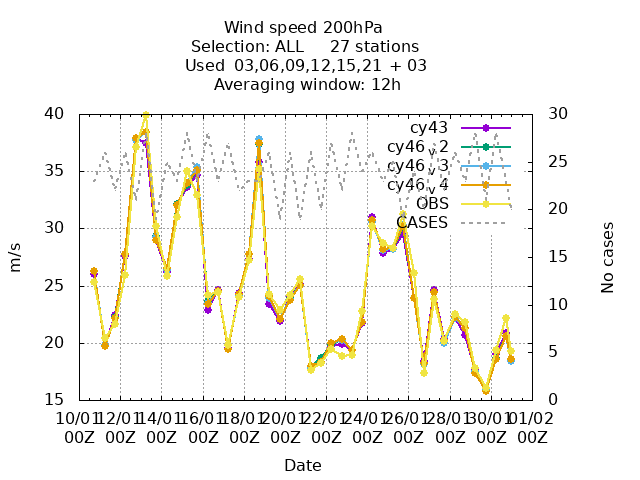 Wind speed 200hPa
Selection: ALL 27 stations
Used 03,06,09,12,15,21 + 03
Averaging window: 12h
40 30
cy43
cy46_v2
35 25
cy46_v3
cy46_v4
20
OBS
CASES
30
15
m/s
No cases
25
10
20
5
15 0
10/01 12/01 14/01 16/01 18/01 20/01 22/01 24/01 26/01 28/01 30/01 01/02
00Z 00Z 00Z 00Z 00Z 00Z 00Z 00Z 00Z 00Z 00Z 00Z
Date